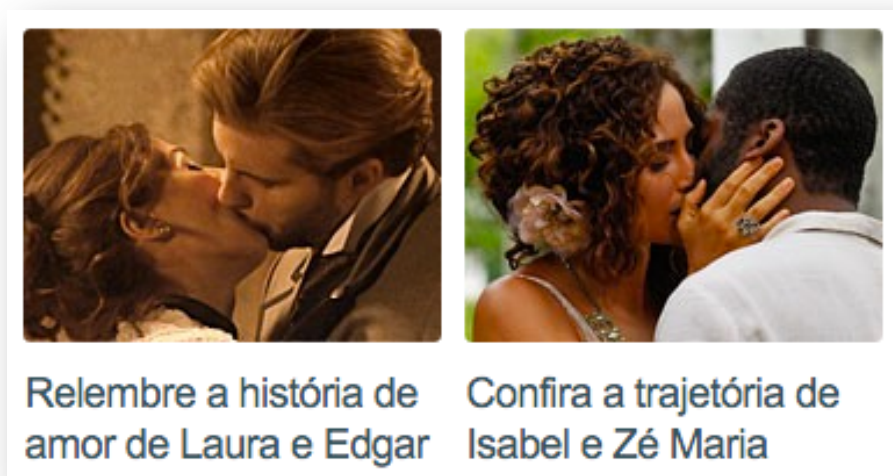 Relembre a história de
amor de Laura e Edgar
Confira a trajetória de
Isabel e Zé Maria